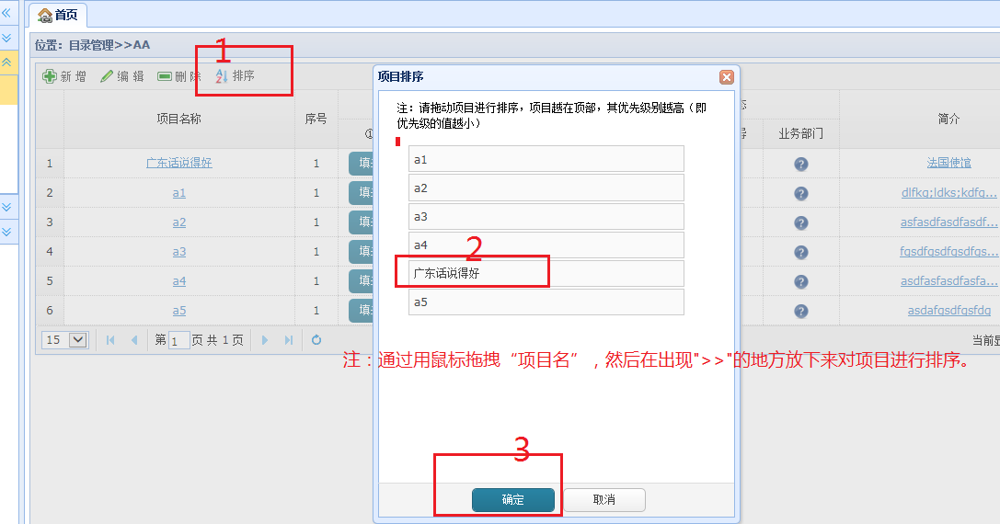 首页
位置：目录管理>>AA
1
新 增
编 辑
删 除
排序
项目名称
序号
业务部门
简介
1
广东话说得好
1
填
法国使馆
2
a1
1
填
dlfkg;ldks;kdfg...
3
a2
1
填
asfasdfasdfasdf...
4
a3
1
填
fgsdfgsdfgsdfgs...
5
a4
1
填
asdfasfasdfasfa...
6
a5
1
填
asdafgsdfgsfdg
15
第 1 页 共 1 页
当前显
项目排序
注：请拖动项目进行排序，项目越在顶部，其优先级别越高（即
优先级的值越小）
a1
a2
a3
a4
2
广东话说得好
a5
注：通过用鼠标拖拽“项目名”，然后在出现">>"的地方放下来对项目进行排序。
3
确定
取消